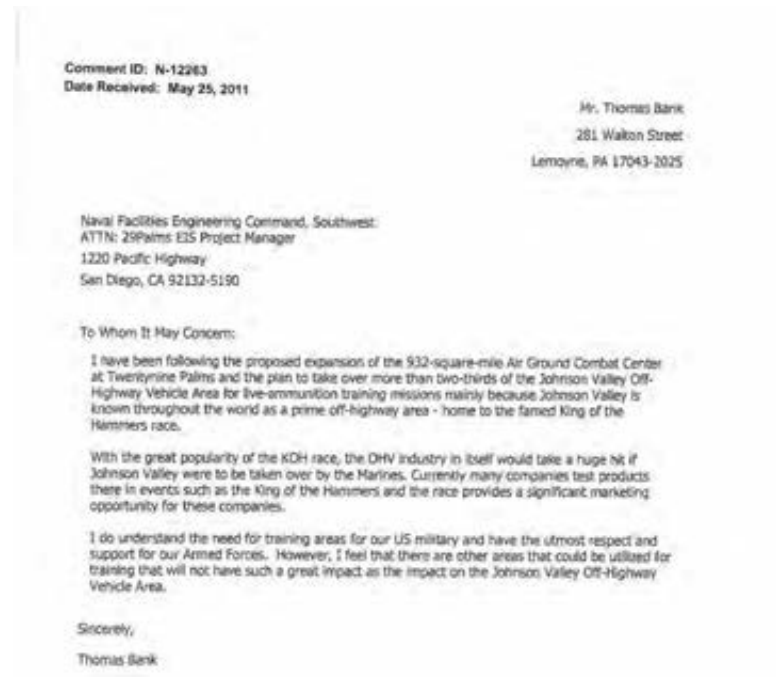 Comment ID: N-12263
Date Received: May 25, 2011
Mr. Thomas Bank
281 Walton Street
Lemoyne, PA 17043-2025
Naval Facilities Engineering Command, Southwest
ATTN: 29Palms EIS Project Manager
1220 Pacific Highway
San Diego, CA 92132-5190
To Whom It May Concern:
I have been following the proposed expansion of the 932-square-mile Air Ground Combat Center
at Twentynine Palms and the plan to take over more than two-thirds of the Johnson Valley Off-
Highway Vehicle Area for live-ammunition training missions mainly because Johnson Valley is
known throughout the world as a prime off-highway area - home to the famed King of the
Hammers race.
With the great popularity of the KOH race, the OHV industry in itself would take a huge hit if
Johnson Valley were to be taken over by the Marines. Currently many companies test products
there in events such as the King of the Hammers and the race provides a significant marketing
opportunity for these companies.
I do understand the need for training areas for our US military and have the utmost respect and
support for our Armed Forces. However, I feel that there are other areas that could be utilized for
training that will not have such a great impact as the impact on the Johnson Valley Off-Highway
Vehicle Area.
Sincerely,
Thomas Bank